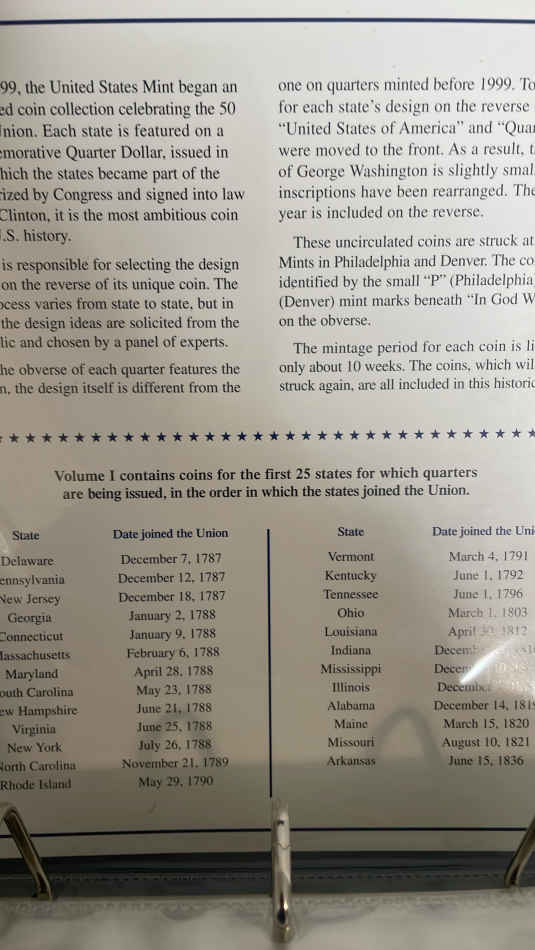 99, the United States Mint began an
ed coin collection celebrating the 50
Union. Each state is featured on a
emorative Quarter Dollar, issued in
which the states became part of the
rized by Congress and signed into law
Clinton, it is the most ambitious coin
U.S. history.
is responsible for selecting the design
on the reverse of its unique coin. The
ocess varies from state to state, but in
the design ideas are solicited from the
lic and chosen by a panel of experts.
he obverse of each quarter features the
n, the design itself is different from the
one on quarters minted before 1999. To
for each state's design on the reverse
"United States of America" and "Quar
were moved to the front. As a result, t
of George Washington is slightly smal
inscriptions have been rearranged. The
year is included on the reverse.
These uncirculated coins are struck at
Mints in Philadelphia and Denver. The co
identified by the small "P" (Philadelphia
(Denver) mint marks beneath "In God W
on the obverse.
The mintage period for each coin is li
only about 10 weeks. The coins, which wil
struck again, are all included in this historic
Volume I contains coins for the first 25 states for which quarters
are being issued, in the order in which the states joined the Union.
State Date joined the Union
Delaware December 7, 1787
ennsylvania December 12, 1787
New Jersey December 18, 1787
Georgia January 2, 1788
Connecticut January 9, 1788
Massachusetts February 6, 1788
Maryland April 28, 1788
outh Carolina May 23, 1788
ew Hampshire June 21, 1788
Virginia June 25, 1788
New York July 26, 1788
North Carolina November 21, 1789
Rhode Island May 29, 1790
State Date joined the Uni
Vermont March 4, 1791
Kentucky June 1, 1792
Tennessee June 1, 1796
Ohio March 1, 1803
Louisiana April 30, 1812
Indiana
Mississippi
Illinois
Alabama December 14, 1819
Maine March 15, 1820
Missouri August 10, 1821
Arkansas June 15, 1836